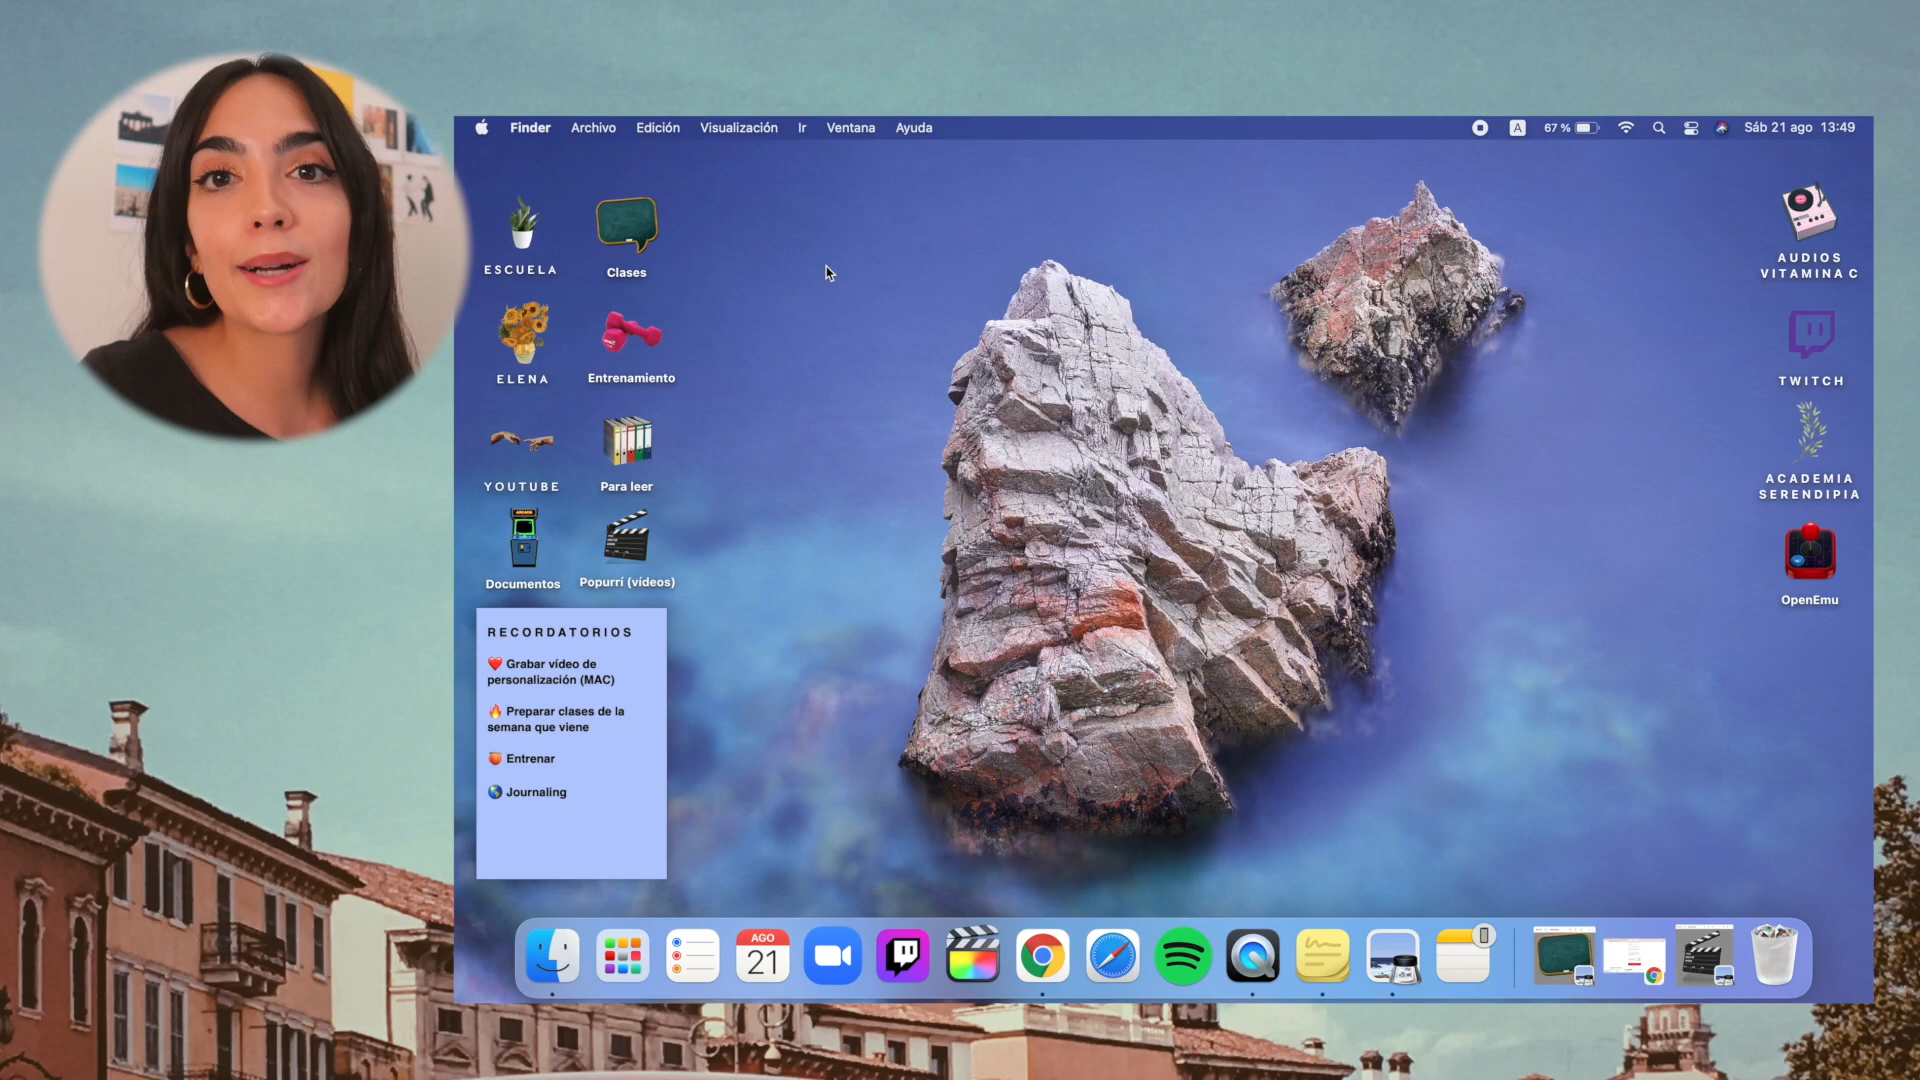 Finder Archivo Edición Visualización Ir Ventana Ayuda
A 67 % Sáb 21 ago 13:49
ESCUELA
Clases
ELENA
Entrenamiento
YOUTUBE
Para leer
Documentos
Popurrí (vídeos)
RECORDATORIOS
❤️ Grabar vídeo de
personalización (MAC)
🔥 Preparar clases de la
semana que viene
🍑 Entrenar
🌎 Journaling
AUDIOS
VITAMINA C
TWITCH
ACADEMIA
SERENDIPIA
OpenEmu
AGO
21